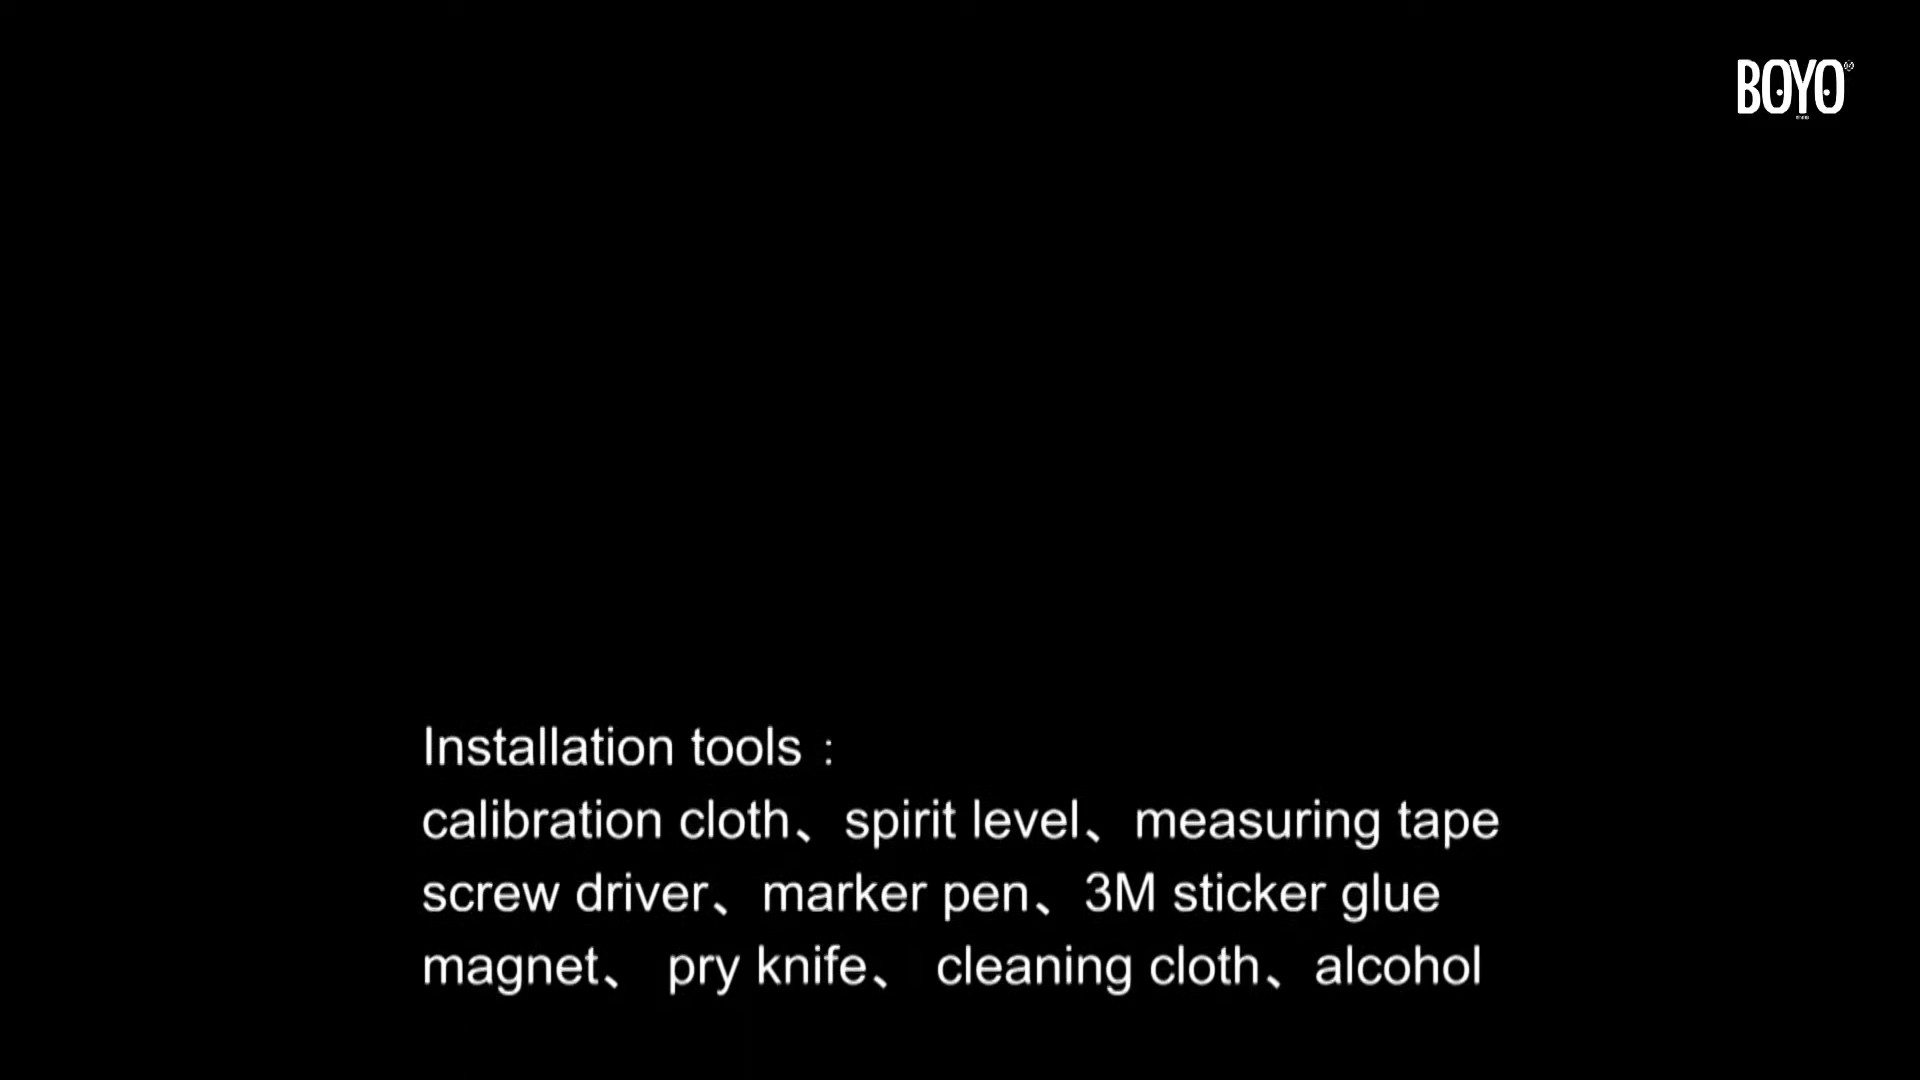 BOYO
Installation tools：
calibration cloth、spirit level、measuring tape
screw driver、marker pen、3M sticker glue
magnet、 pry knife、 cleaning cloth、alcohol